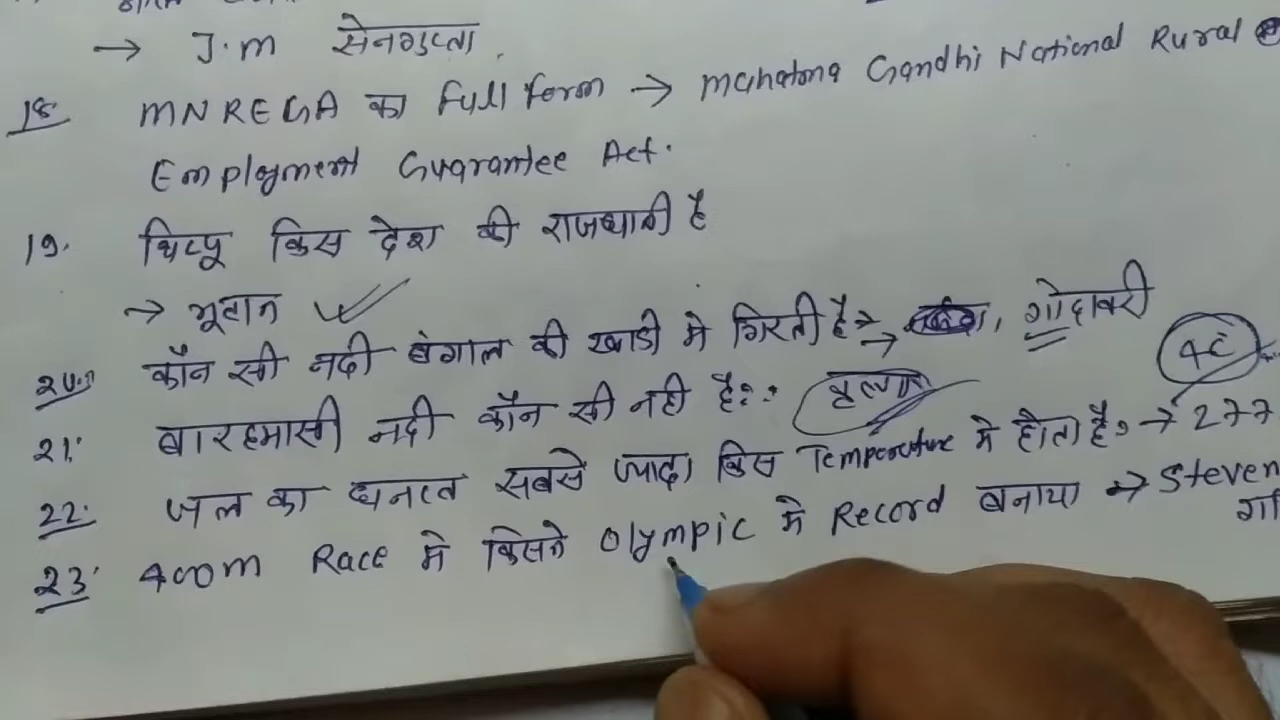 → J.m सेनगुप्ता
18. MNREGA का Full form → Mahatma Gandhi National Rural
Employment Guarantee Act.
19. थिम्पू किस देश की राजधानी है
→ भूटान
20. कौन सी नदी बंगाल की खाडी मे गिरती है → गोदावरी
21. बारहमासी नदी कौन सी नही है:
22. जल का घनत्व सबसे ज्यादा किस Temperature मे होता है → 277
4C
23. 400m Race मे किसने Olympic मे Record बनाया → Steven